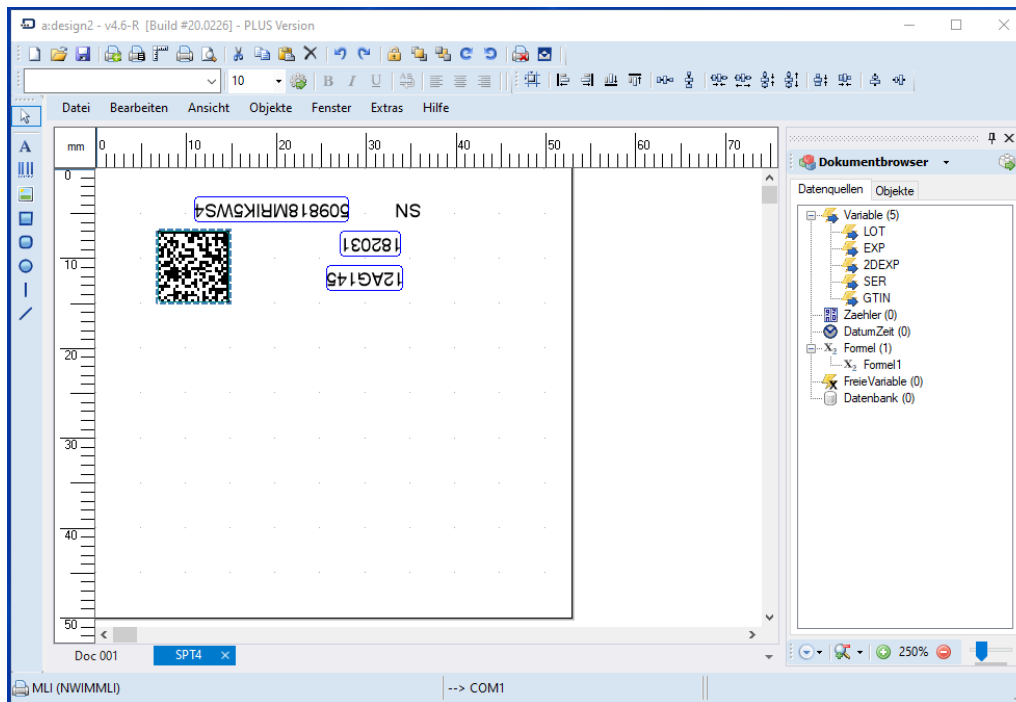 a:design2 - v4.6-R [Build #20.0226] - PLUS Version
10 B I U
Datei Bearbeiten Ansicht Objekte Fenster Extras Hilfe
mm 0 10 20 30 40 50 60 70
0
10
20
30
40
50
509818MRIK5WS4 SN
182031
12AG145
Doc 001 SPT4
Dokumentbrowser
Datenquellen Objekte
Variable (5)
LOT
EXP
2DEXP
SER
GTIN
Zaehler (0)
DatumZeit (0)
Formel (1)
Formel1
FreieVariable (0)
Datenbank (0)
250%
MLI (NWIMMLI) --> COM1